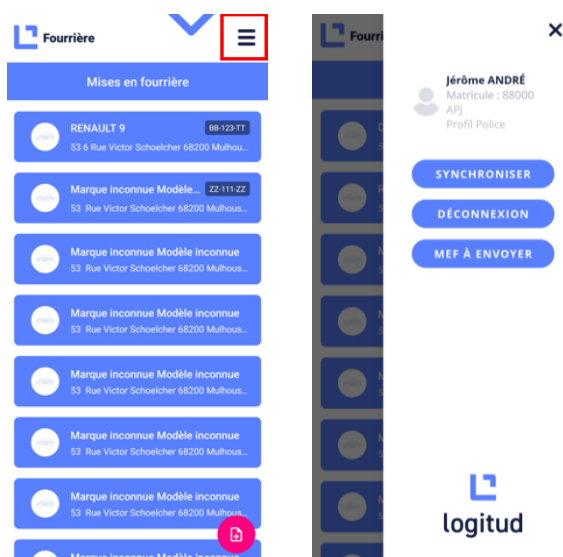 Fourrière
Mises en fourrière
RENAULT 9
BB-123-TT
53 6 Rue Victor Schoelcher 68200 Mulhou...
Marque inconnue Modèle...
ZZ-111-ZZ
53 Rue Victor Schoelcher 68200 Mulhous...
Marque inconnue Modèle inconnue
53 Rue Victor Schoelcher 68200 Mulhous...
Marque inconnue Modèle inconnue
53 Rue Victor Schoelcher 68200 Mulhous...
Marque inconnue Modèle inconnue
53 Rue Victor Schoelcher 68200 Mulhous...
Marque inconnue Modèle inconnue
53 Rue Victor Schoelcher 68200 Mulhous...
Marque inconnue Modèle inconnue
53 Rue Victor Schoelcher 68200 Mulhous...
Fourri
Jérôme ANDRÉ
Matricule : 88000
APJ
Profil Police
SYNCHRONISER
DÉCONNEXION
MEF À ENVOYER
logitud